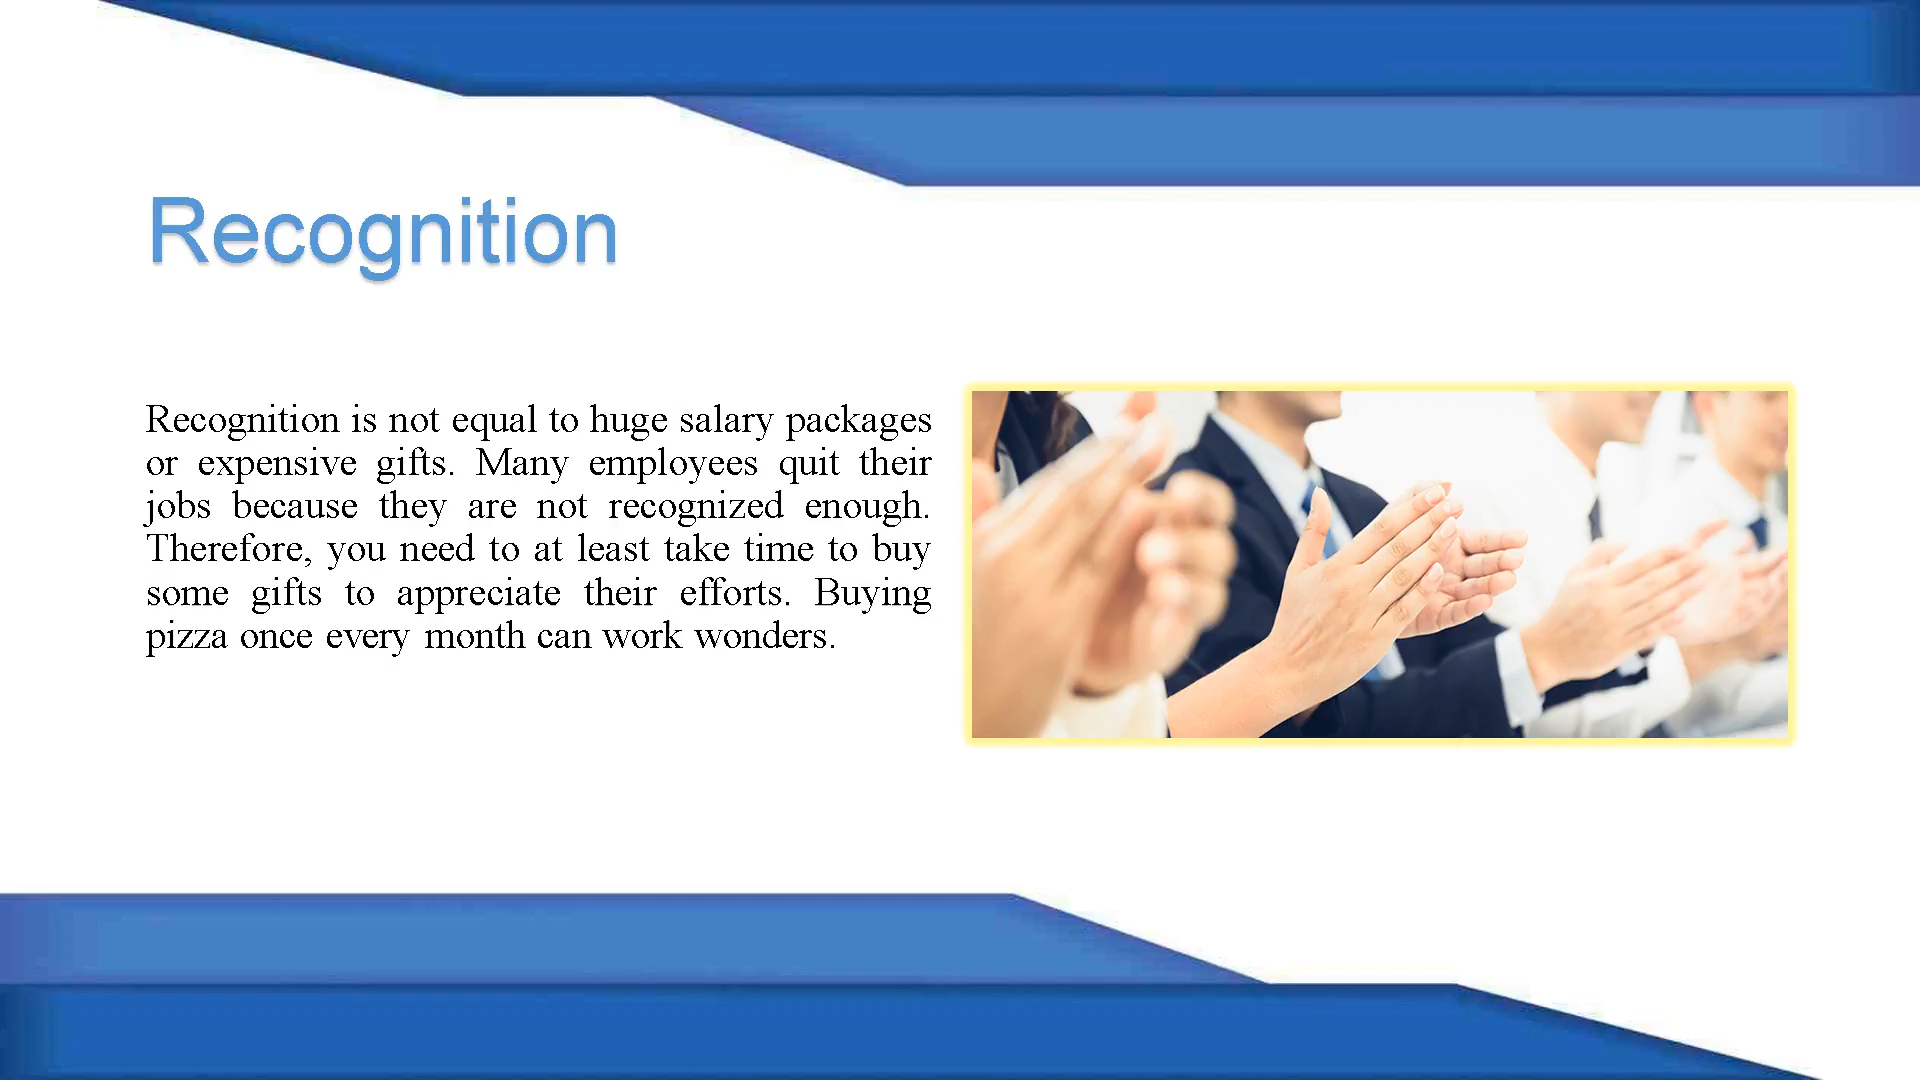 Recognition
Recognition is not equal to huge salary packages
or expensive gifts. Many employees quit their
jobs because they are not recognized enough.
Therefore, you need to at least take time to buy
some gifts to appreciate their efforts. Buying
pizza once every month can work wonders.